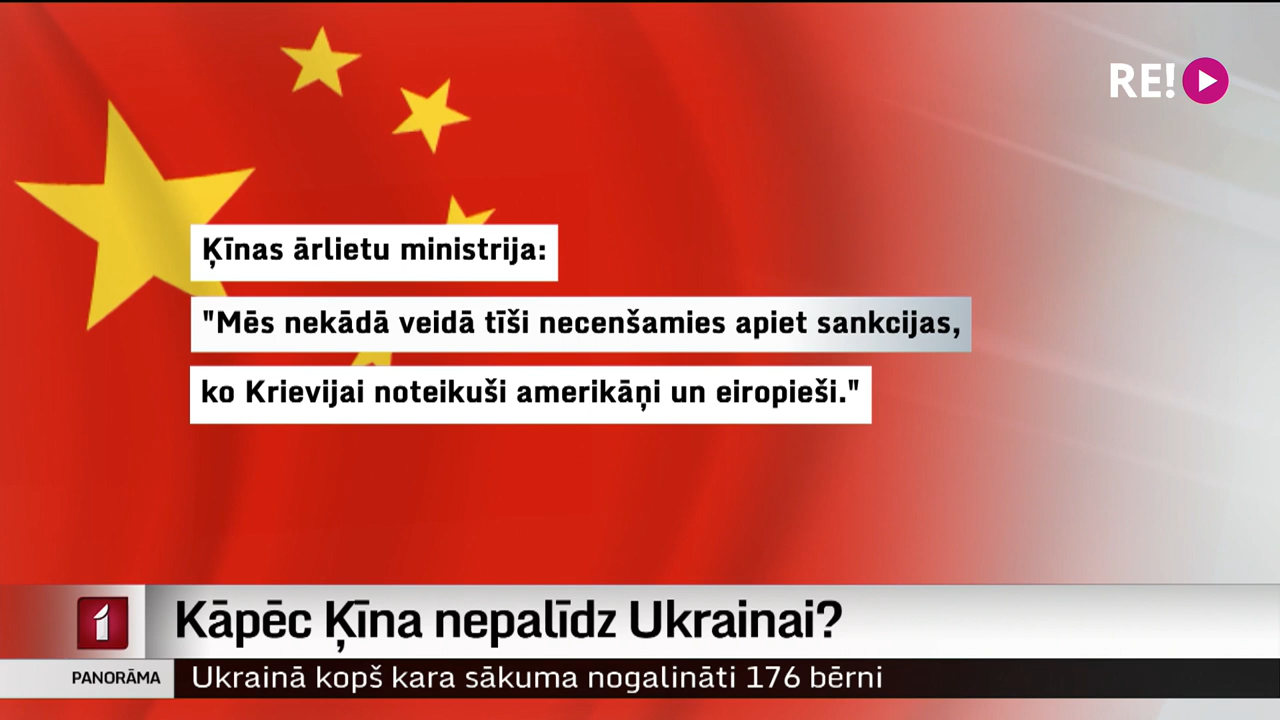 RE!
Ķīnas ārlietu ministrija:
"Mēs nekādā veidā tīši necenšamies apiet sankcijas,
ko Krievijai noteikuši amerikāņi un eiropieši."
1
Kāpēc Ķīna nepalīdz Ukrainai?
PANORĀMA
Ukrainā kopš kara sākuma nogalināti 176 bērni